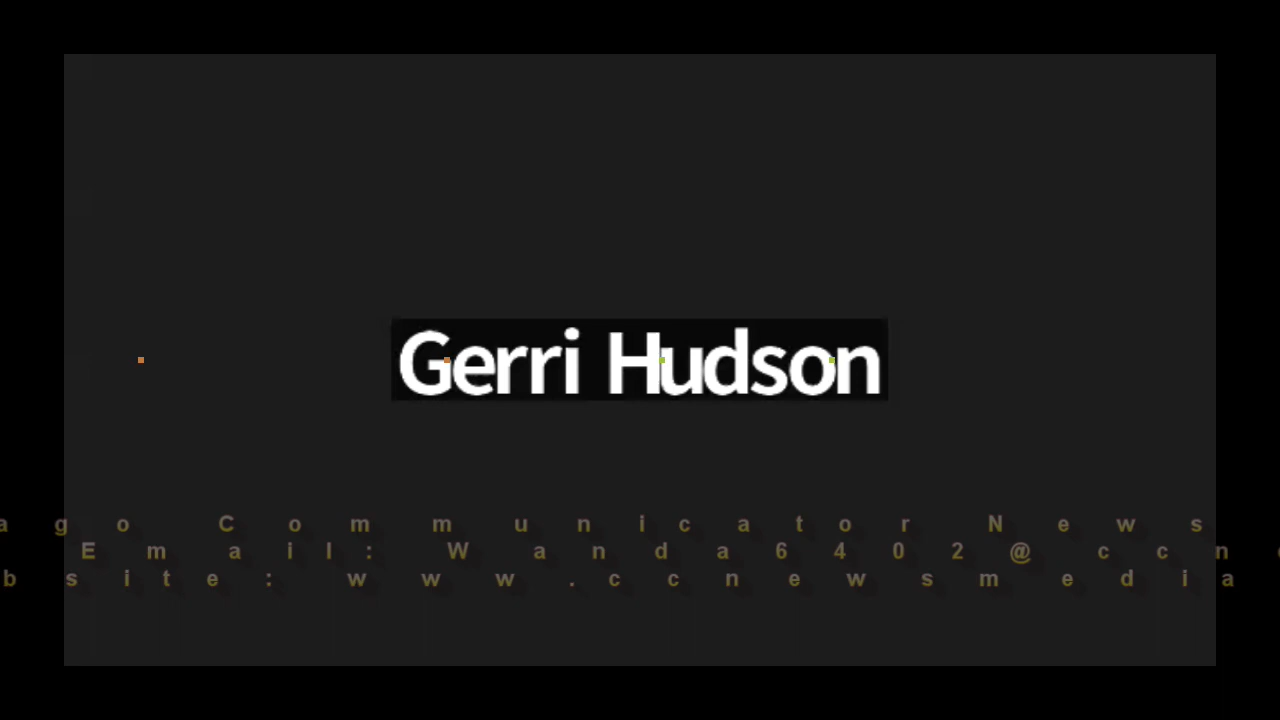 Gerri Hudson
ago Communicator News
Email: Wanda6402@ccn
bsite: www.ccnewsmedia